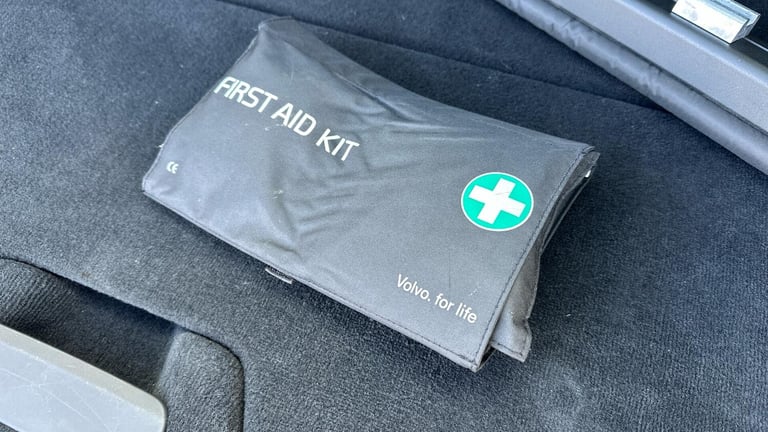 FIRST AID KIT
CE
Volvo. for life